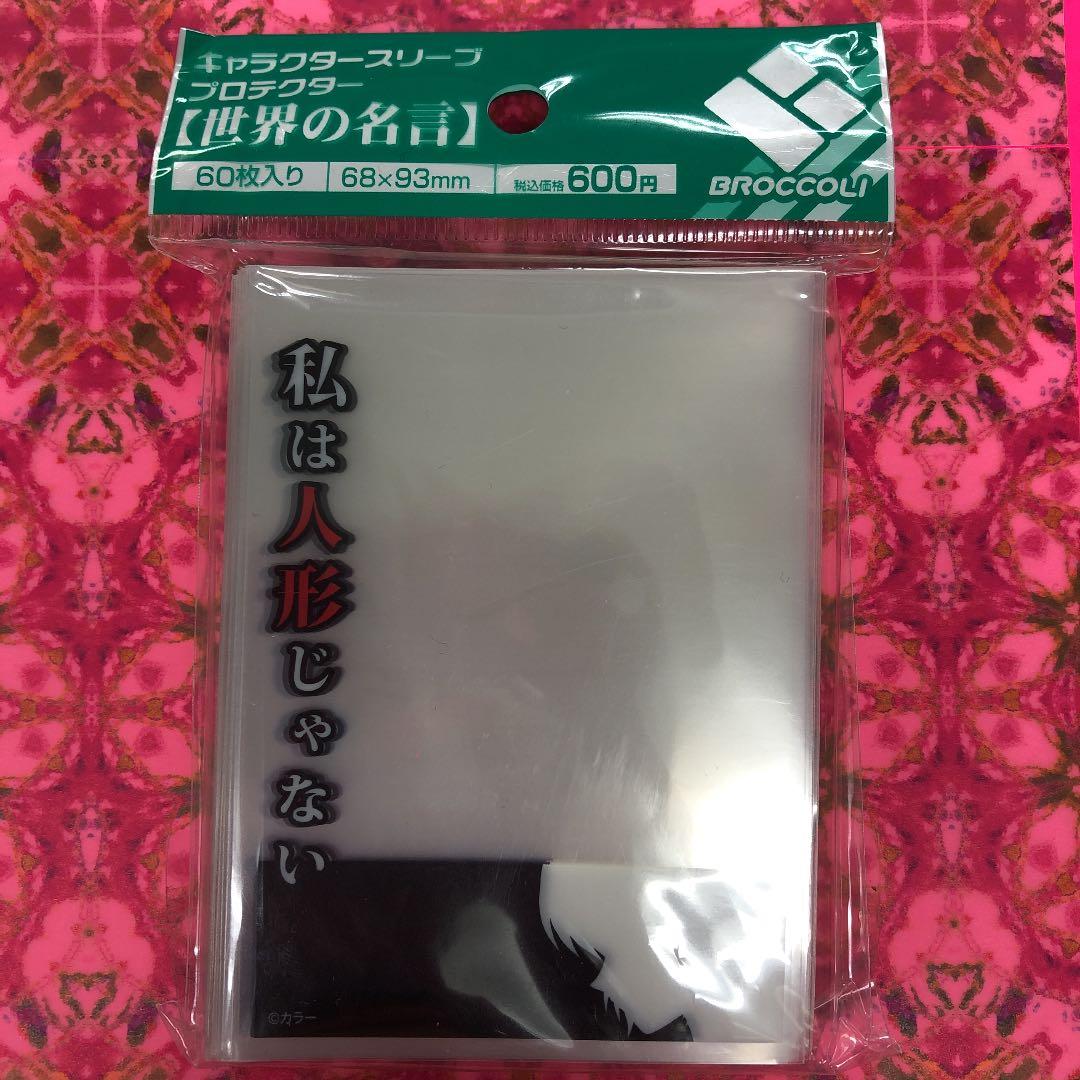 キャラクタースリーブ
プロテクター
【世界の名言】
60枚入り 68×93mm 税込価格600円
BROCCOLI
私は人形じゃない
©カラー